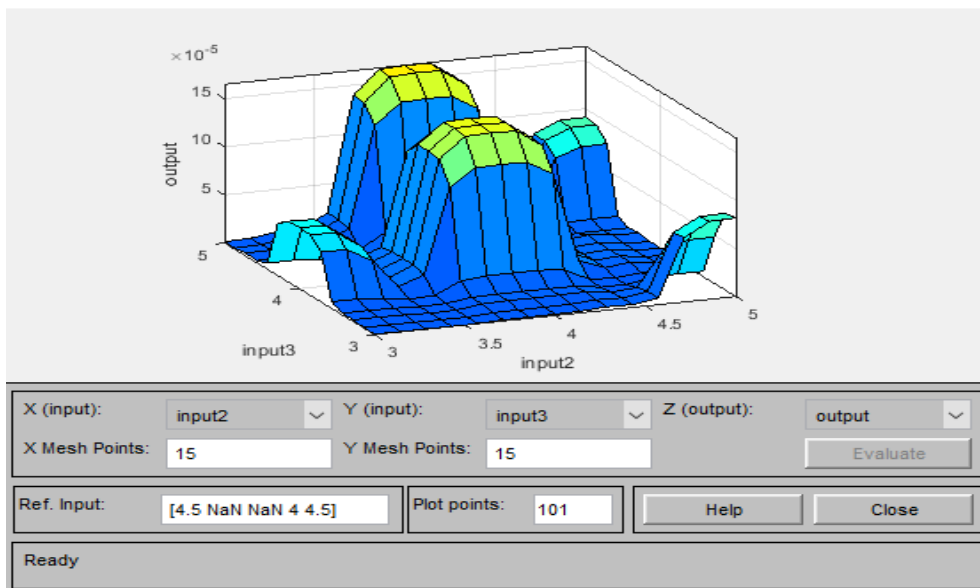 ×10-5
15
10
5
output
5
4
3
input3
3
3.5
4
4.5
5
input2
X (input): input2 Y (input): input3 Z (output): output
X Mesh Points: 15 Y Mesh Points: 15 Evaluate
Ref. Input: [4.5 NaN NaN 4 4.5] Plot points: 101 Help Close
Ready